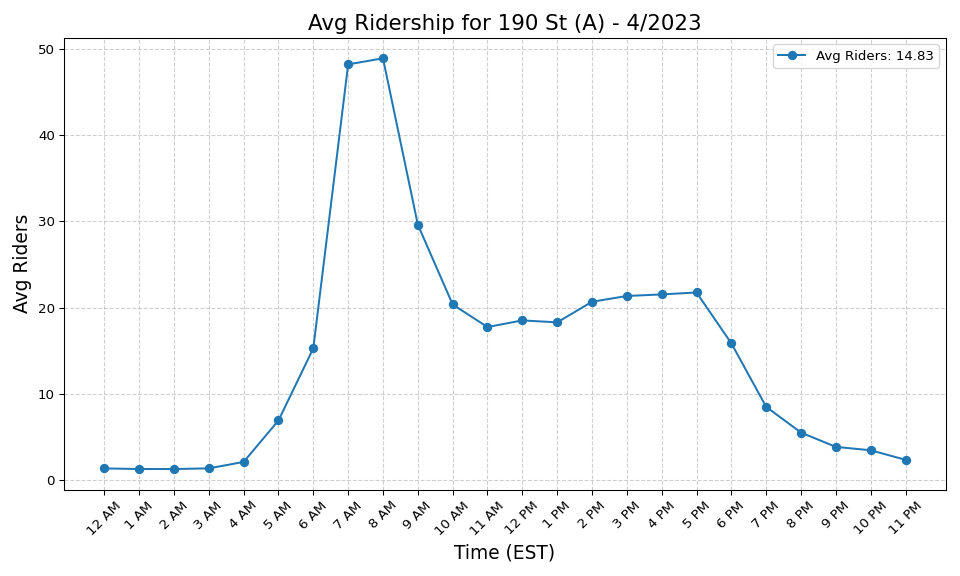 Avg Ridership for 190 St (A) - 4/2023
Avg Riders: 14.83
Avg Riders
50
40
30
20
10
0
12 AM
1 AM
2 AM
3 AM
4 AM
5 AM
6 AM
7 AM
8 AM
9 AM
10 AM
11 AM
12 PM
1 PM
2 PM
3 PM
4 PM
5 PM
6 PM
7 PM
8 PM
9 PM
10 PM
11 PM
Time (EST)